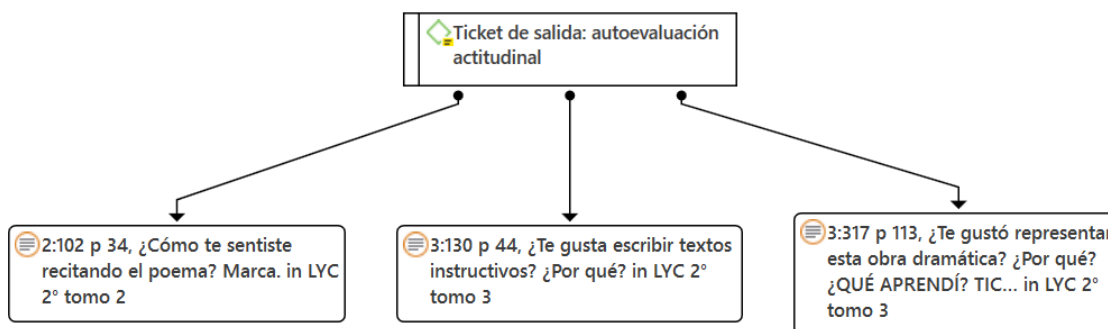 Ticket de salida: autoevaluación
actitudinal
2:102 p 34, ¿Cómo te sentiste
recitando el poema? Marca. in LYC
2° tomo 2
3:130 p 44, ¿Te gusta escribir textos
instructivos? ¿Por qué? in LYC 2°
tomo 3
3:317 p 113, ¿Te gustó representar
esta obra dramática? ¿Por qué?
¿QUÉ APRENDÍ? TIC... in LYC 2°
tomo 3